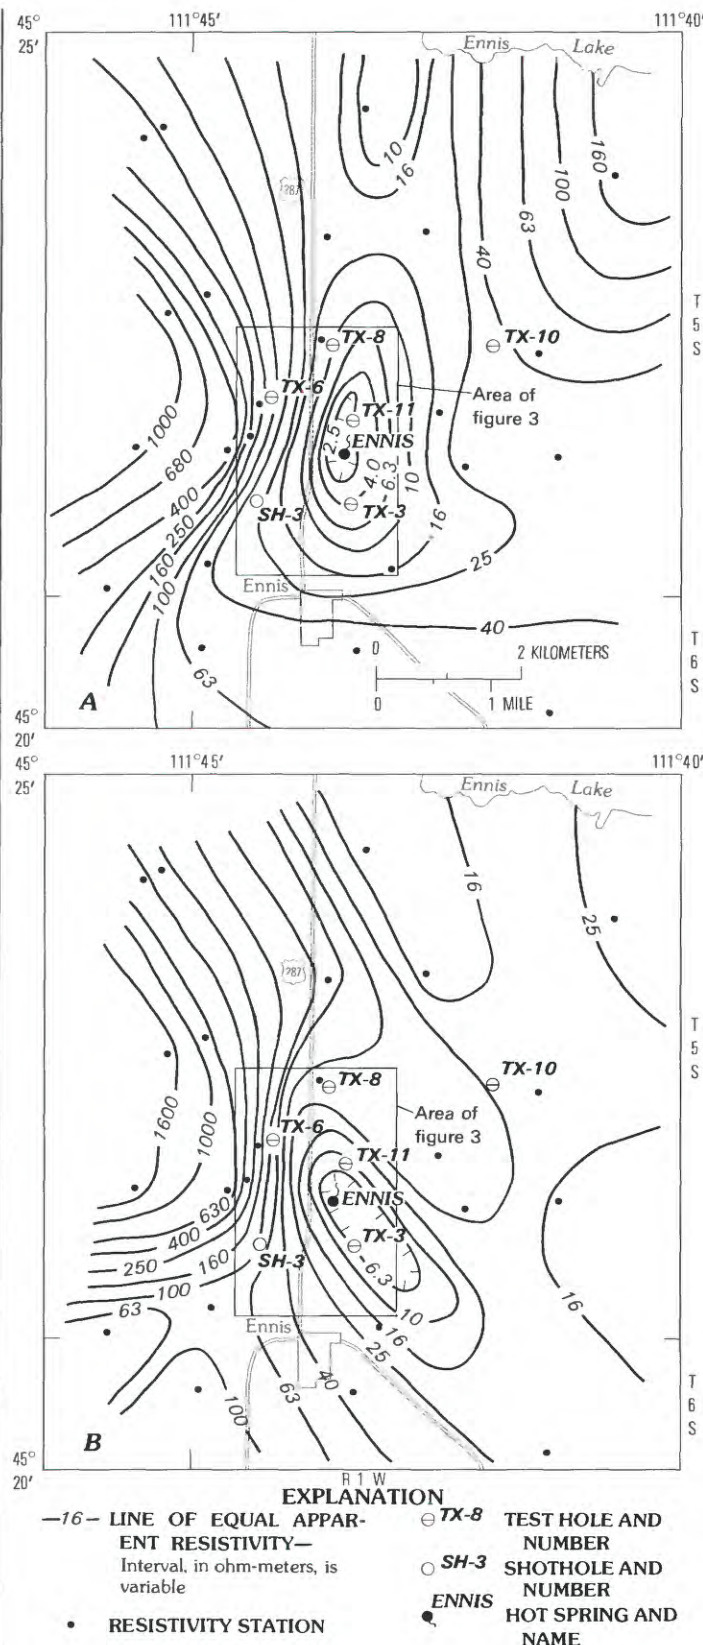 45°
25'
111°45'
111°40'
Ennis Lake
10
16
287
160
100
63
40
T
5
S
TX-8
TX-10
TX-6
Area of
figure 3
TX-11
1000
2.5
ENNIS
680
4.0
6.3
10
400
SH-3
TX-3
16
250
160
100
25
Ennis
40
T
6
S
0
2 KILOMETERS
63
A
0
1 MILE
45°
20'
45°
25'
111°45'
111°40'
Ennis Lake
16
25
287
T
5
S
TX-10
TX-8
Area of
figure 3
1600
1000
TX-6
TX-11
ENNIS
630
400
TX-3
250
160
SH-3
6.3
100
63
10
16
16
Ennis
25
40
63
100
T
6
S
B
45°
20'
R 1 W
EXPLANATION
—16— LINE OF EQUAL APPAR-
ENT RESISTIVITY—
Interval, in ohm-meters, is
variable
RESISTIVITY STATION
TX-8 TEST HOLE AND
NUMBER
SH-3 SHOTHOLE AND
NUMBER
ENNIS HOT SPRING AND
NAME